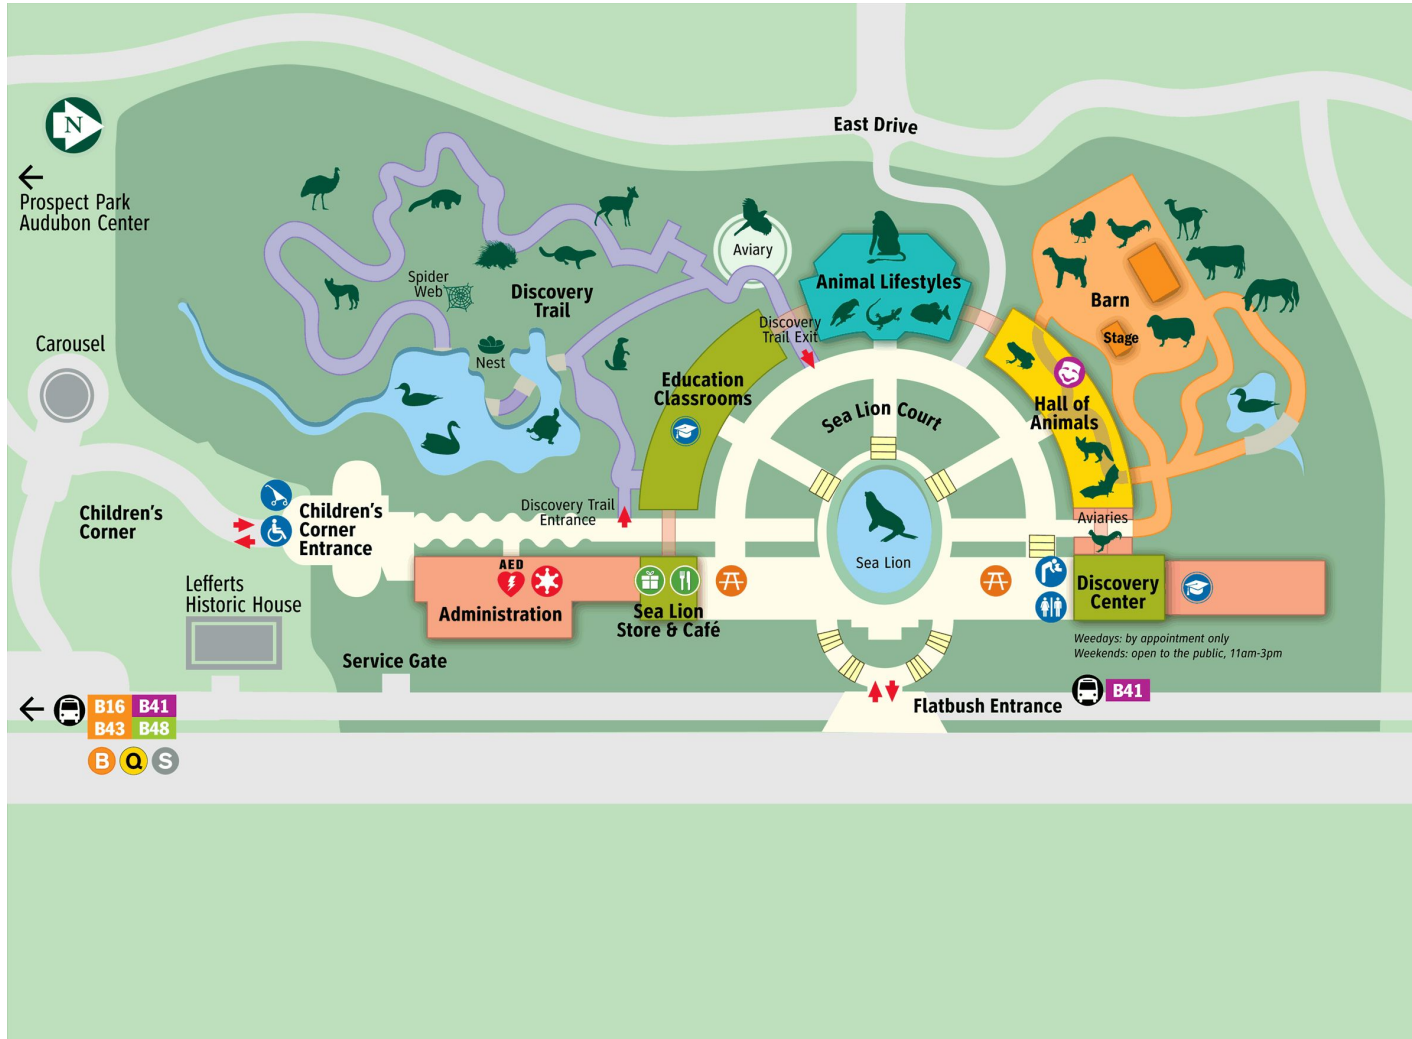 East Drive
N
Prospect Park
Audubon Center
Aviary
Spider
Web
Discovery
Trail
Animal Lifestyles
Barn
Discovery
Trail Exit
Stage
Carousel
Nest
Education
Classrooms
Sea Lion Court
Hall of
Animals
Children's
Corner
Children's
Corner
Entrance
Discovery Trail
Entrance
Aviaries
Sea Lion
AED
Administration
Sea Lion
Store & Café
Discovery
Center
Lefferts
Historic House
Weedays: by appointment only
Weekends: open to the public, 11am-3pm
Service Gate
B16 B41
B43 B48
B Q S
Flatbush Entrance
B41